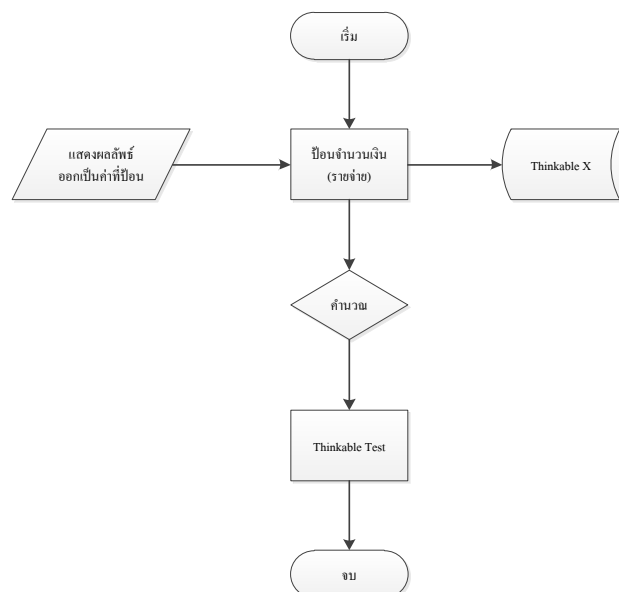 เริ่ม
แสดงผลลัพธ์
ออกเป็นค่าที่ป้อน
ป้อนจำนวนเงิน
(รายจ่าย)
Thinkable X
คำนวณ
Thinkable Test
จบ